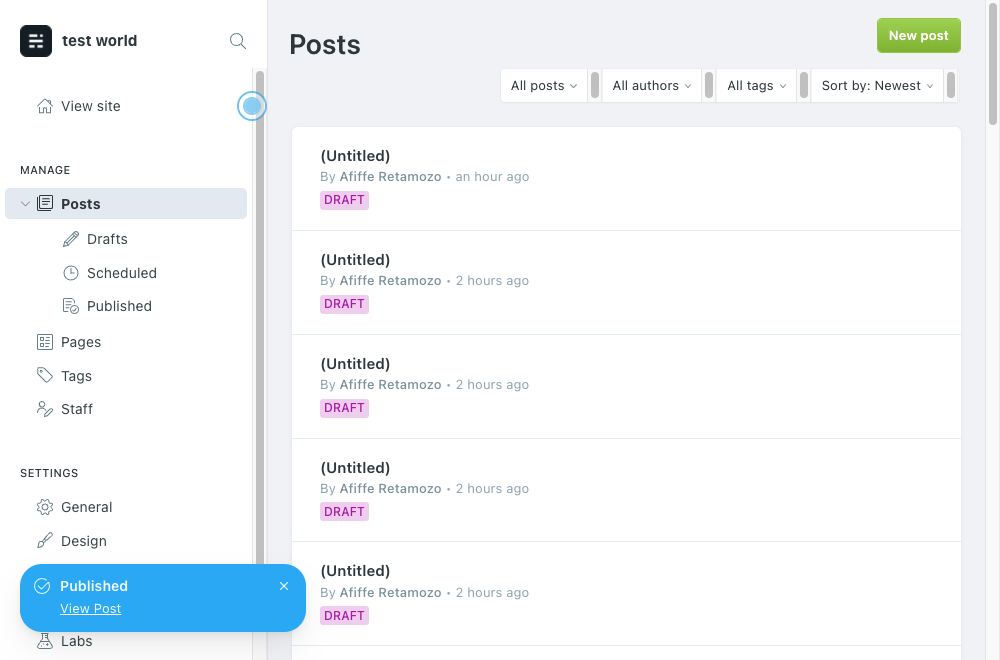 test world
View site
MANAGE
Posts
Drafts
Scheduled
Published
Pages
Tags
Staff
SETTINGS
General
Design
Published
View Post
Labs
Posts
New post
All posts
All authors
All tags
Sort by: Newest
(Untitled)
By Afiffe Retamozo • an hour ago
DRAFT
(Untitled)
By Afiffe Retamozo • 2 hours ago
DRAFT
(Untitled)
By Afiffe Retamozo • 2 hours ago
DRAFT
(Untitled)
By Afiffe Retamozo • 2 hours ago
DRAFT
(Untitled)
By Afiffe Retamozo • 2 hours ago
DRAFT